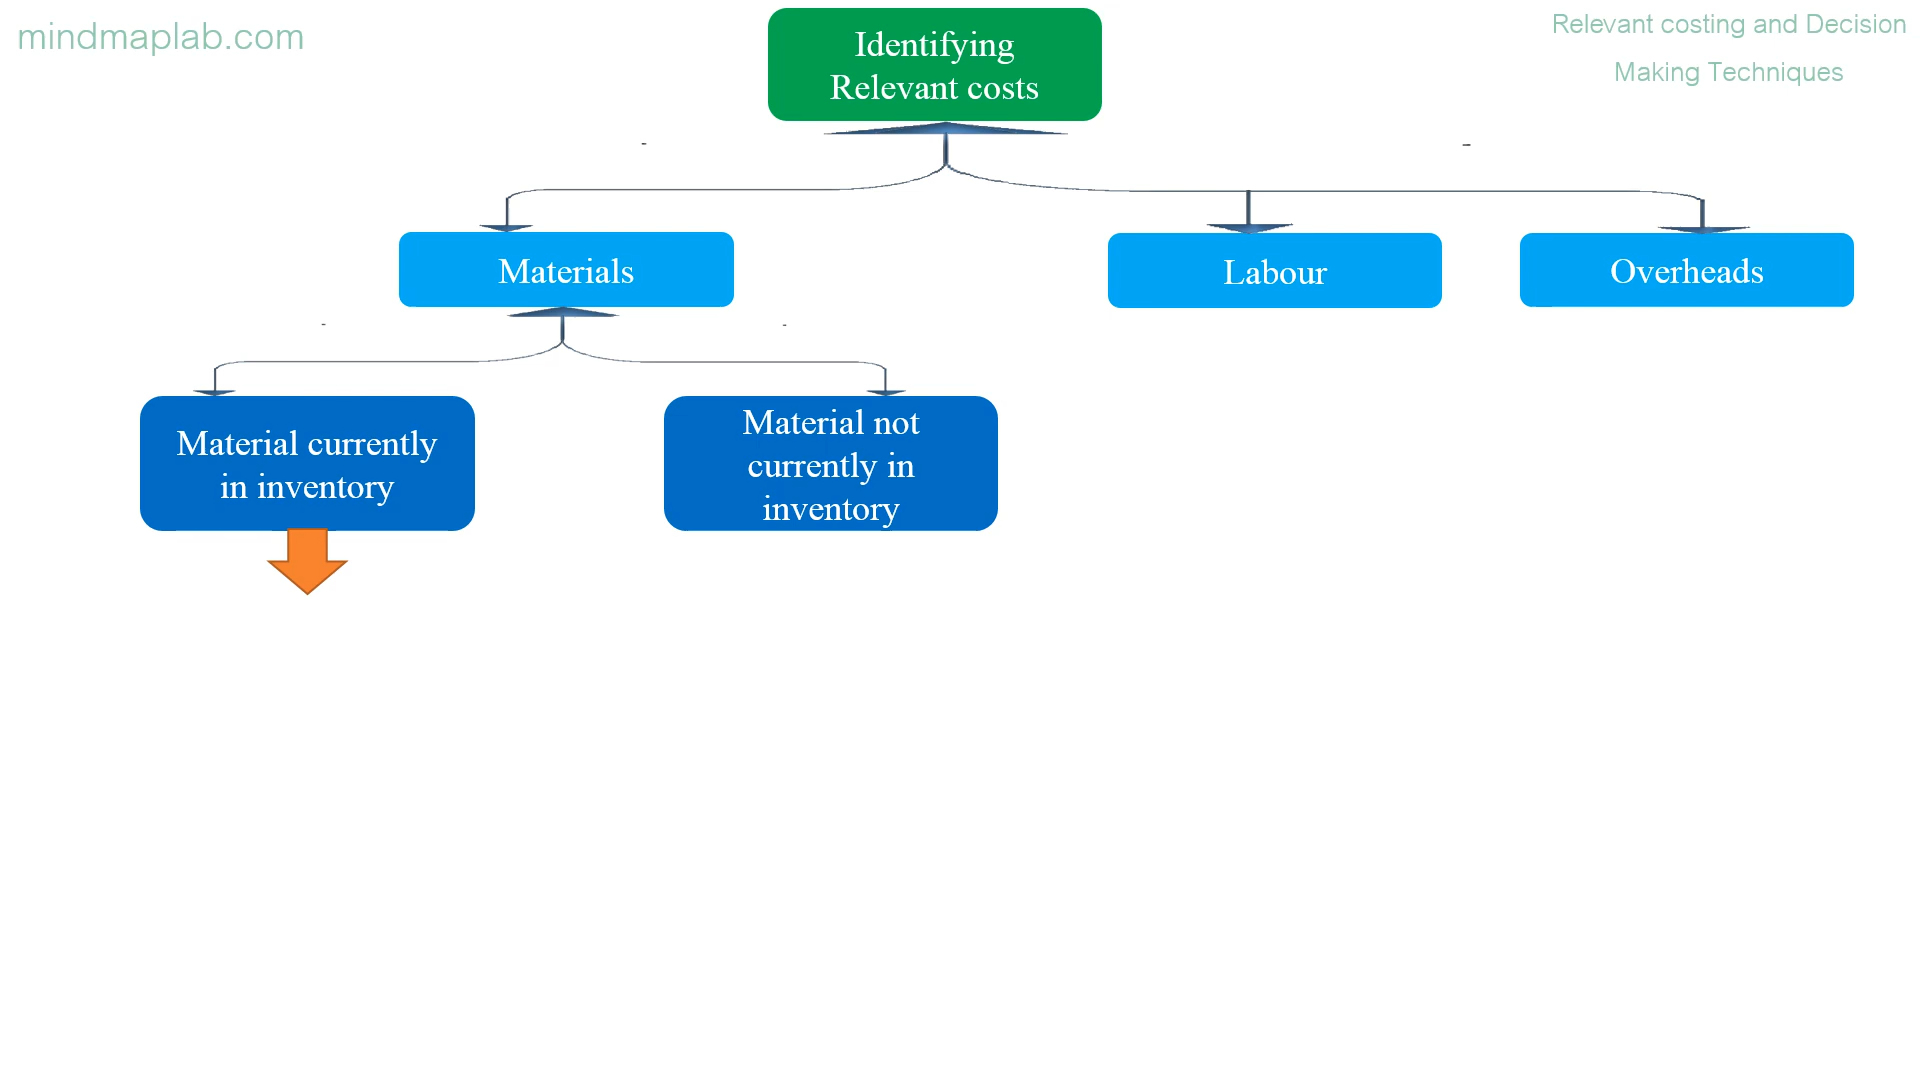 mindmaplab.com
Relevant costing and Decision
Making Techniques
Identifying
Relevant costs
Materials
Labour
Overheads
Material currently
in inventory
Material not
currently in
inventory